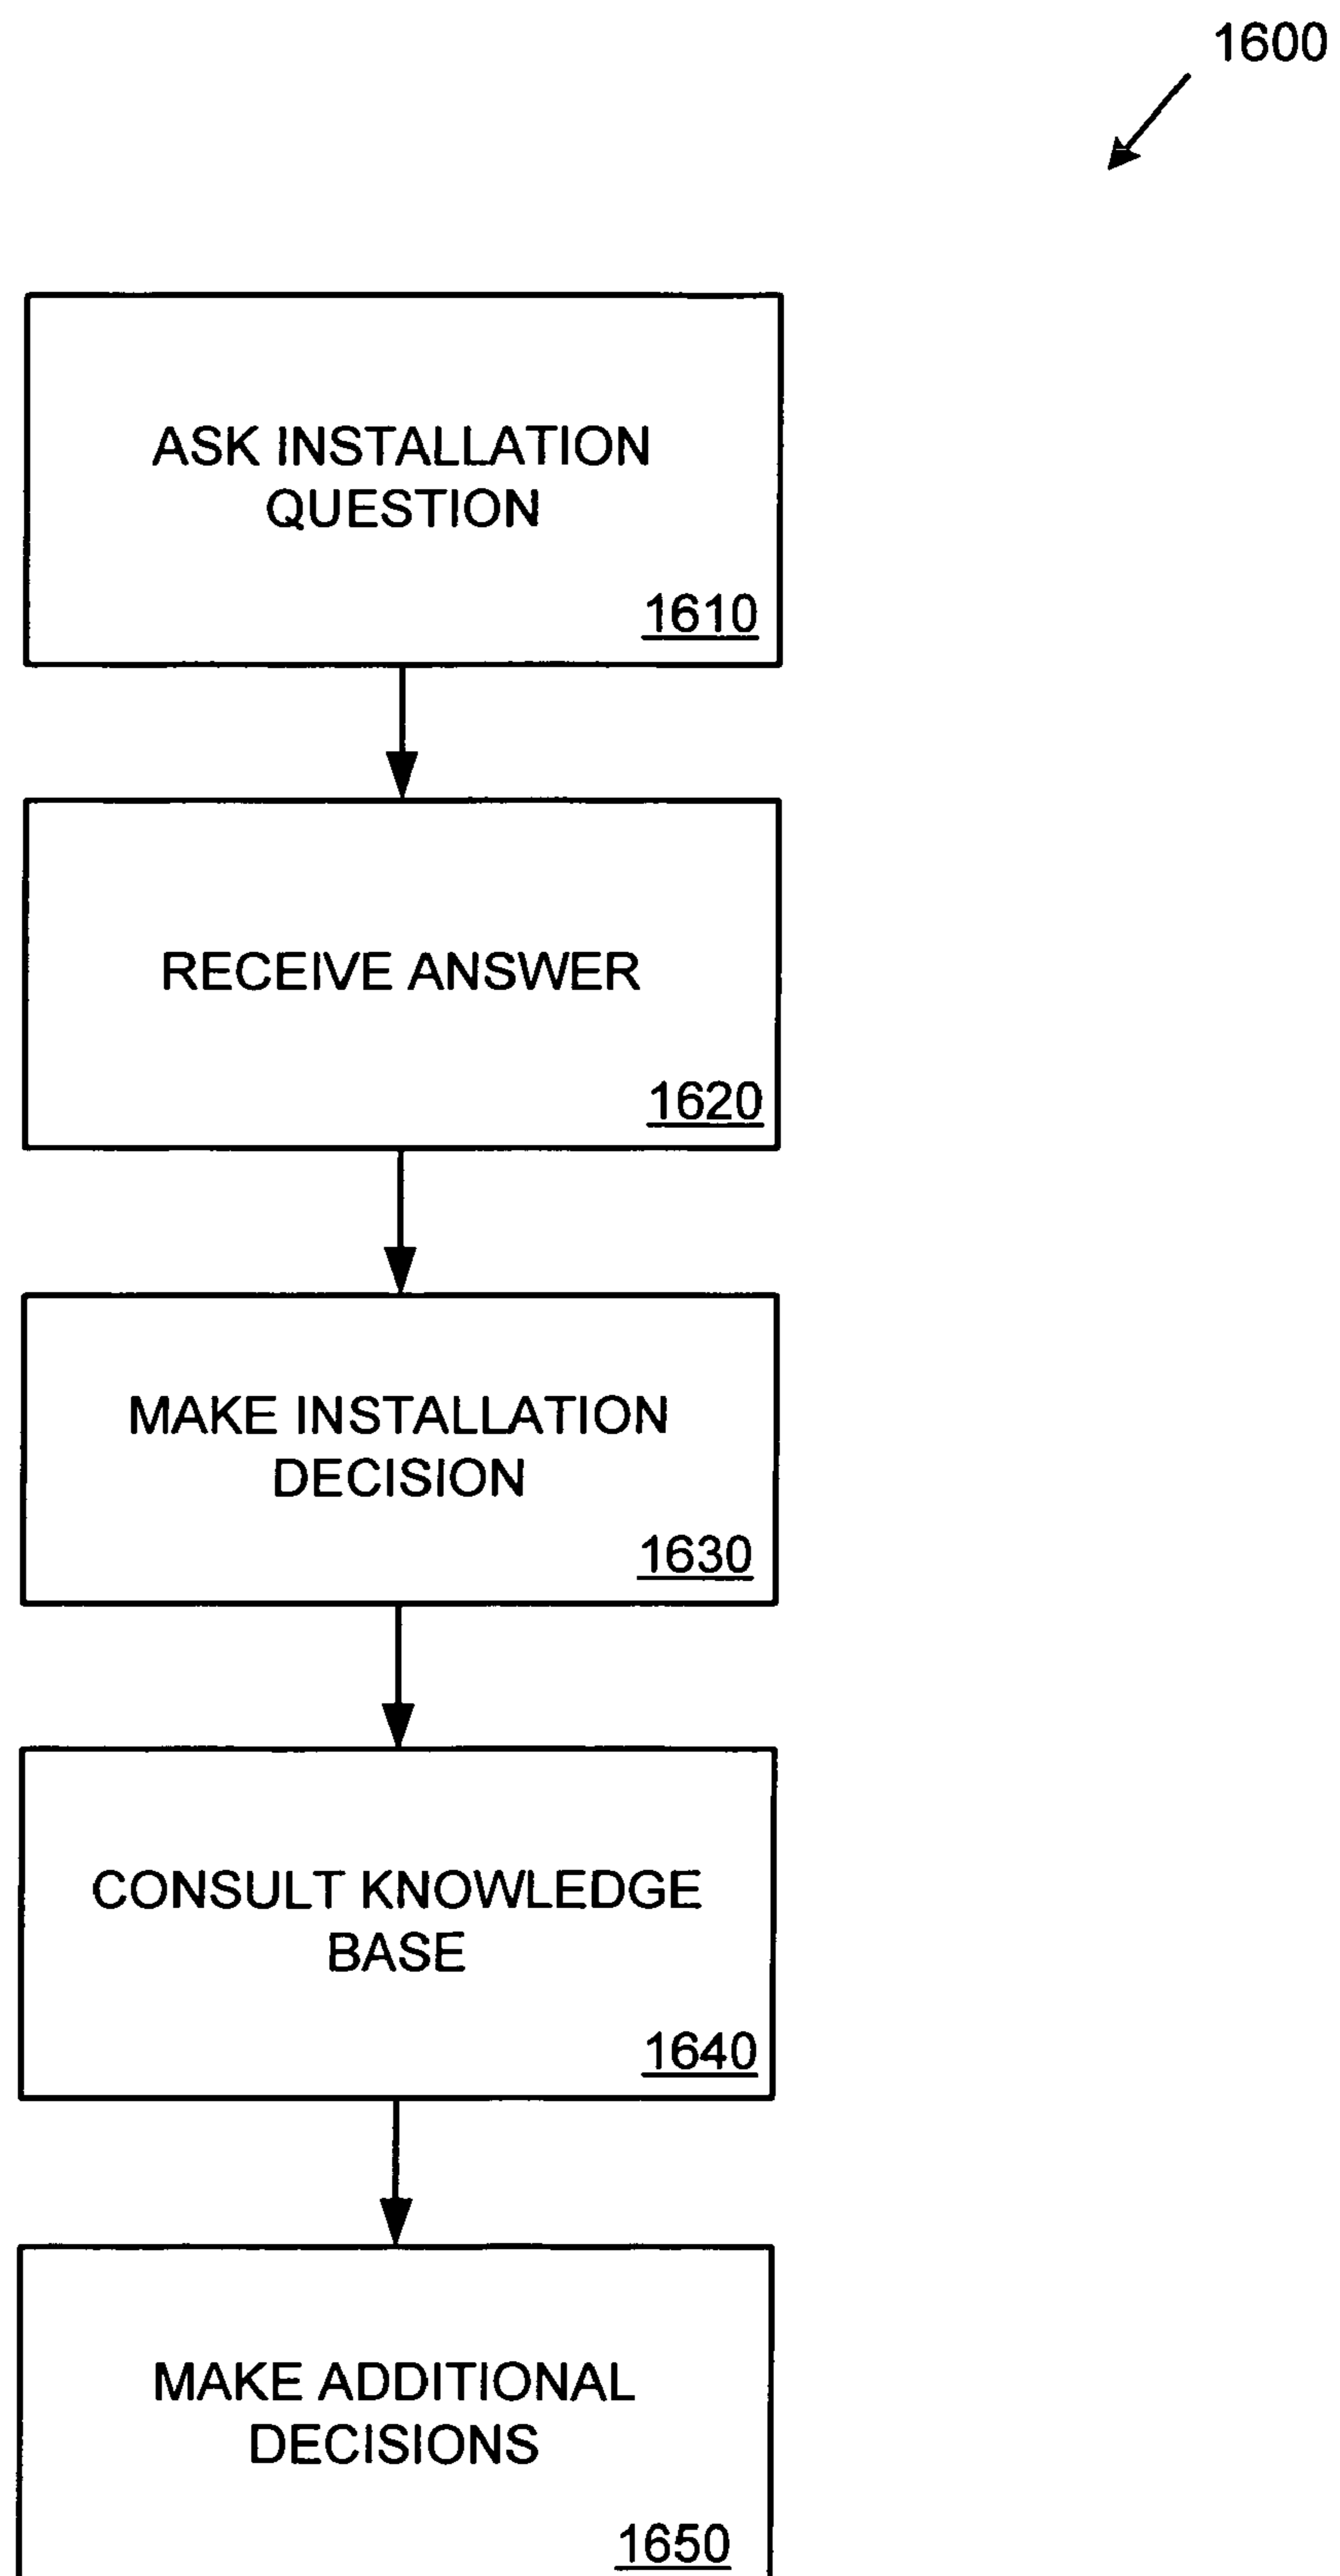 1600
ASK INSTALLATION
QUESTION
1610
RECEIVE ANSWER
1620
MAKE INSTALLATION
DECISION
1630
CONSULT KNOWLEDGE
BASE
1640
MAKE ADDITIONAL
DECISIONS
1650